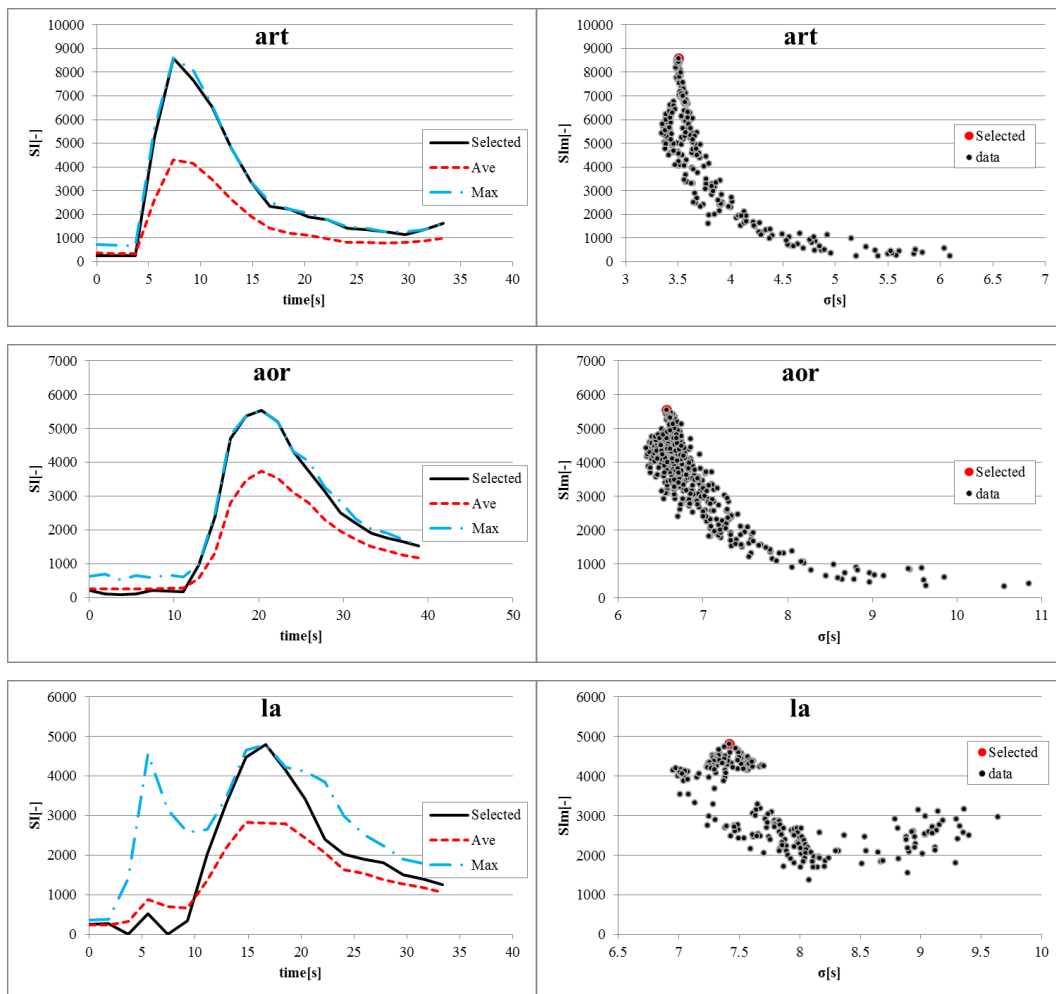 art
10000
9000
8000
7000
6000
5000
4000
3000
2000
1000
0
SI[-]
0 5 10 15 20 25 30 35 40
time[s]
Selected
Ave
Max
art
10000
9000
8000
7000
6000
5000
4000
3000
2000
1000
0
SIm[-]
3 3.5 4 4.5 5 5.5 6 6.5 7
σ[s]
Selected
data
aor
7000
6000
5000
4000
3000
2000
1000
0
SI[-]
0 10 20 30 40 50
time[s]
Selected
Ave
Max
aor
7000
6000
5000
4000
3000
2000
1000
0
SIm[-]
6 7 8 9 10 11
σ[s]
Selected
data
la
6000
5000
4000
3000
2000
1000
0
SI[-]
0 5 10 15 20 25 30 35 40
time[s]
Selected
Ave
Max
la
6000
5000
4000
3000
2000
1000
0
SIm[-]
6.5 7 7.5 8 8.5 9 9.5 10
σ[s]
Selected
data